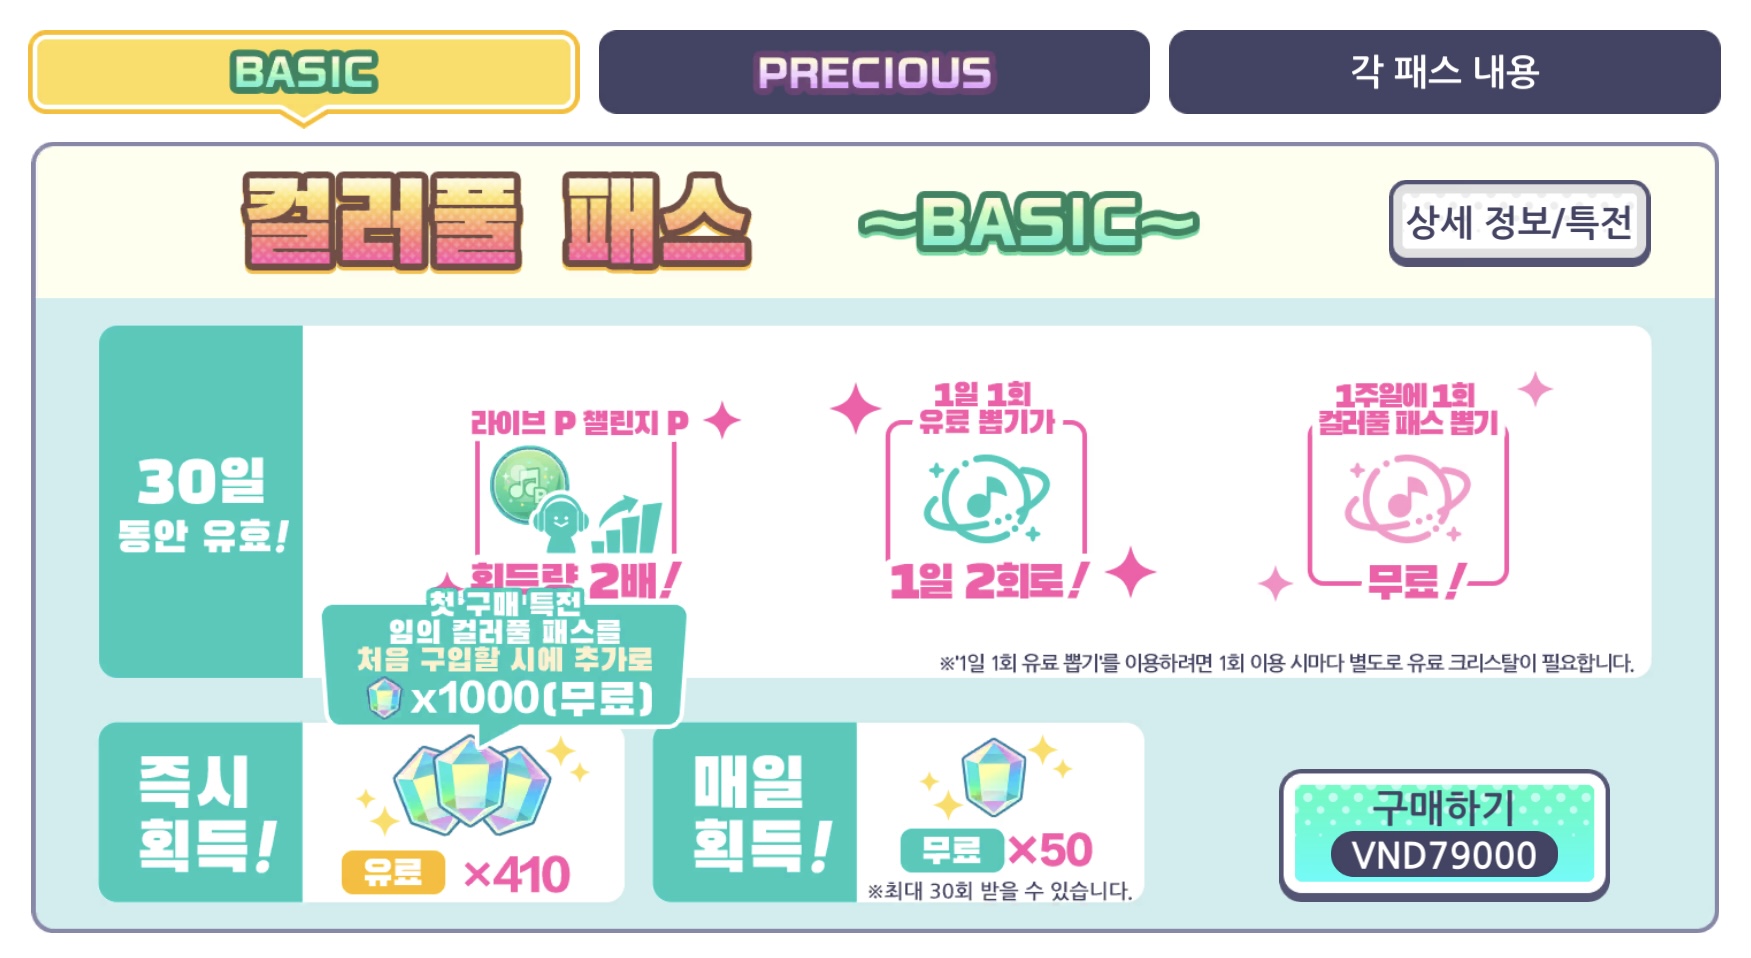 BASIC
PRECIOUS
각 패스 내용
컬러풀 패스
~BASIC~
상세 정보/특전
30일
동안 유효!
라이브 P 챌린지 P
획득량 2배!
1일 1회
유료 뽑기가
1일 2회로!
1주일에 1회
컬러풀 패스 뽑기
무료!
※'1일 1회 유료 뽑기'를 이용하려면 1회 이용 시마다 별도로 유료 크리스탈이 필요합니다.
첫 구매 특전
임의 컬러풀 패스를
처음 구입할 시에 추가로
x1000(무료)
즉시
획득!
유료 ×410
매일
획득!
무료 ×50
※최대 30회 받을 수 있습니다.
구매하기
VND79000